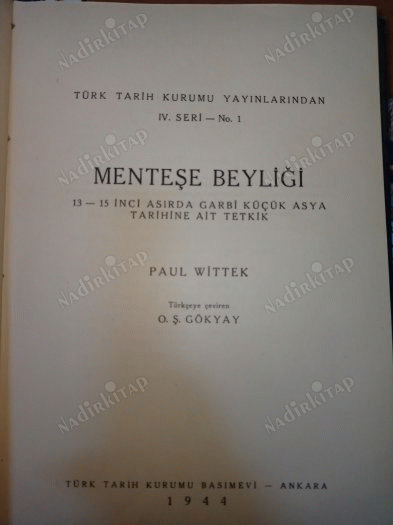 TÜRK TARİH KURUMU YAYINLARINDAN
IV. SERİ — No. 1
MENTEŞE BEYLİĞİ
13 — 15 İNCİ ASIRDA GARBİ KÜÇÜK ASYA
TARİHİNE AİT TETKİK
PAUL WITTEK
Türkçeye çeviren
O. Ş. GÖKYAY
TÜRK TARİH KURUMU BASIMEVİ — ANKARA
1944